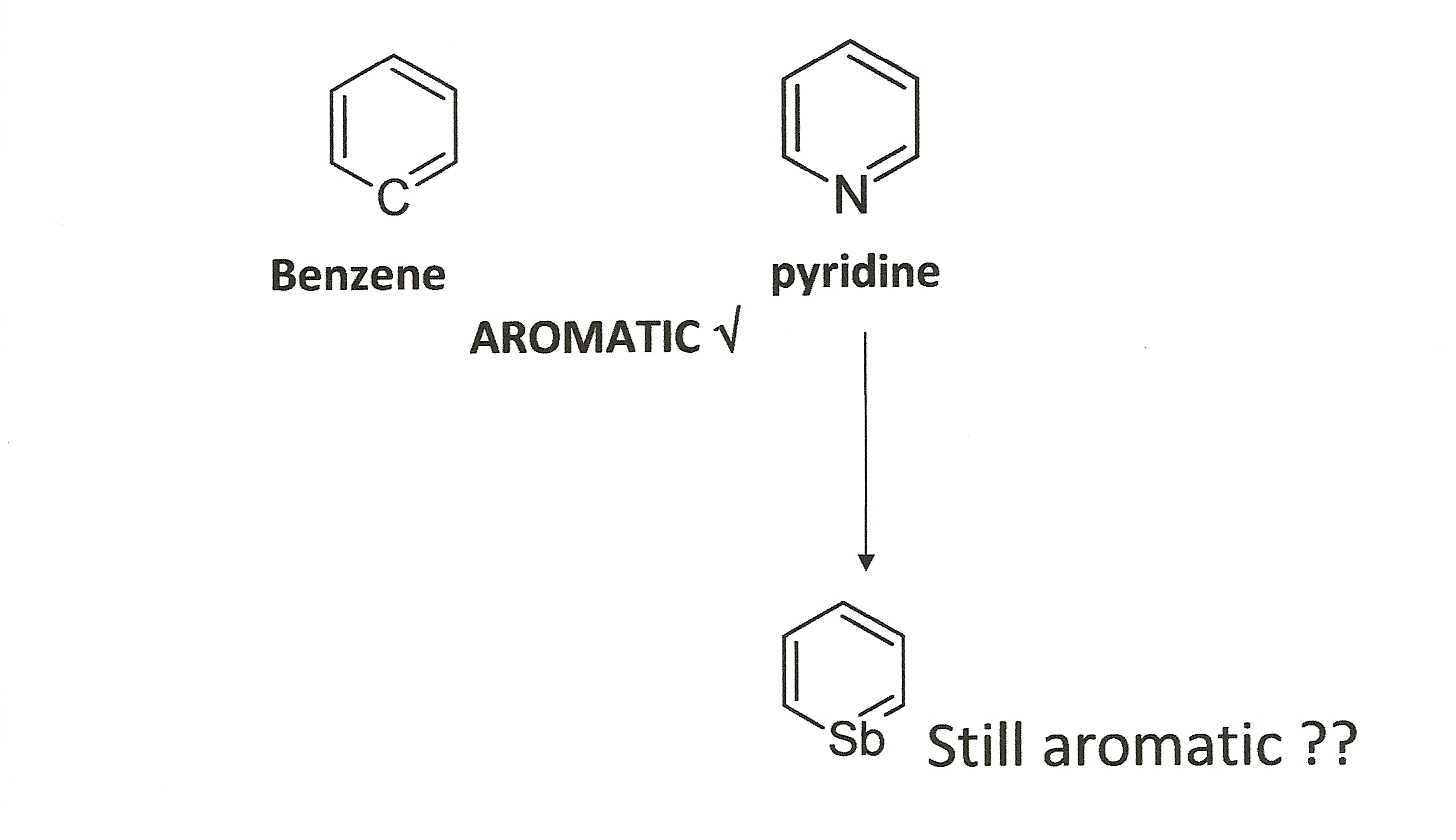 C
N
Benzene
pyridine
AROMATIC √
Sb
Still aromatic ??